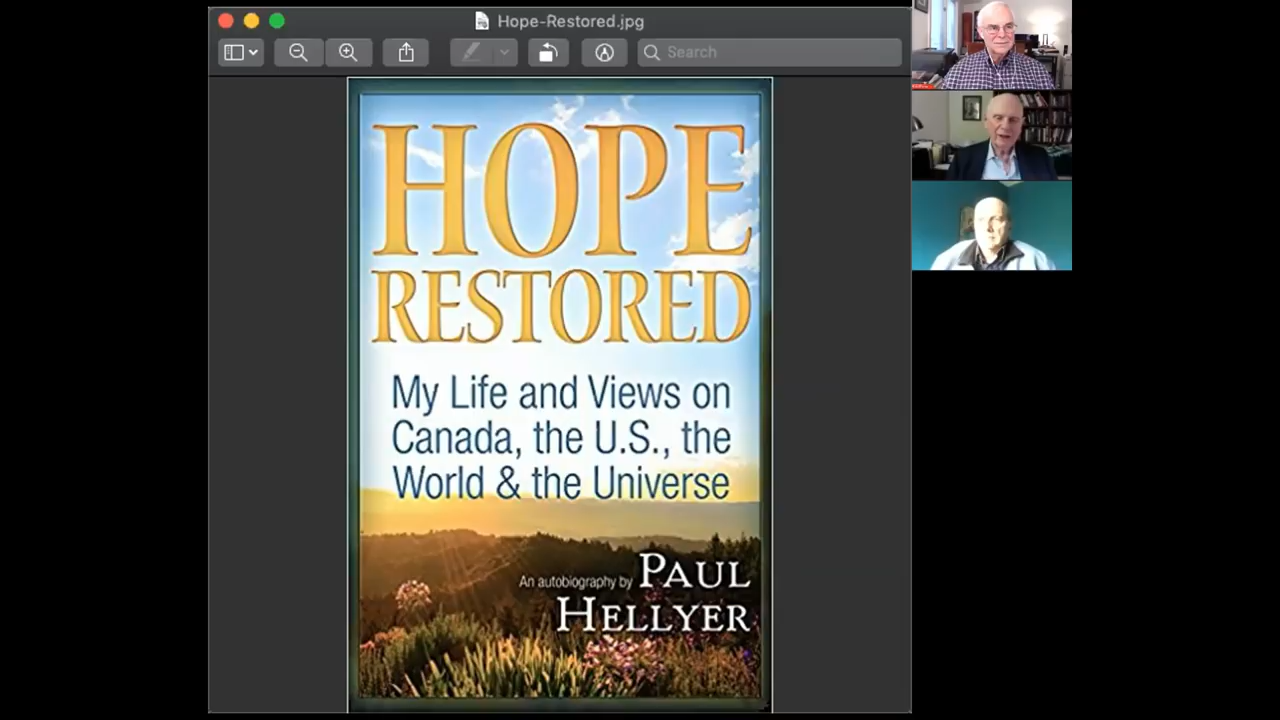 Hope-Restored.jpg
Search
HOPE
RESTORED
My Life and Views on
Canada, the U.S., the
World & the Universe
An autobiography by PAUL
HELLYER